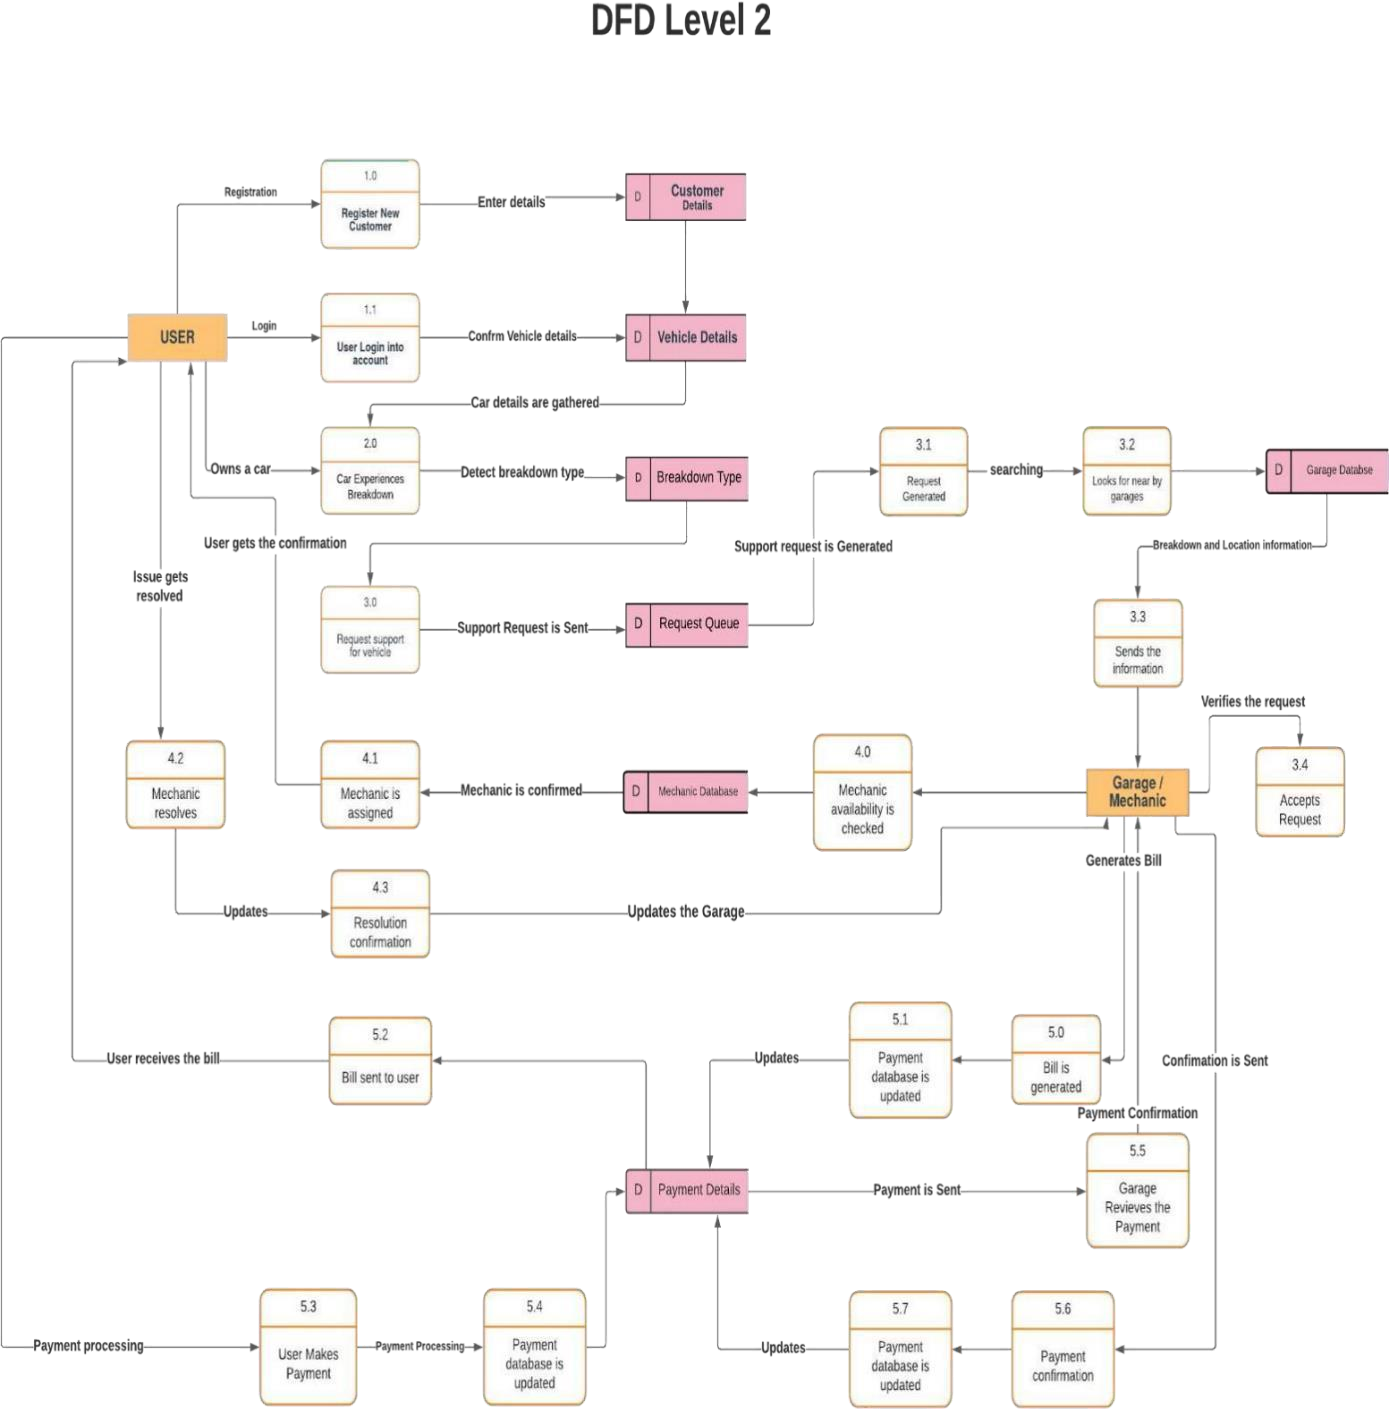 DFD Level 2
1.0
Registration
Register New
Customer
Enter details
D
Customer
Details
1.1
USER
Login
User Login into
account
Confrm Vehicle details
D
Vehicle Details
Car details are gathered
2.0
Owns a car
Car Experiences
Breakdown
Detect breakdown type
D
Breakdown Type
3.1
Request
Generated
searching
3.2
Looks for near by
garages
D
Garage Databse
User gets the confirmation
Support request is Generated
Breakdown and Location information
Issue gets
resolved
3.0
Request support
for vehicle
Support Request is Sent
D
Request Queue
3.3
Sends the
information
Verifies the request
4.2
Mechanic
resolves
4.1
Mechanic is
assigned
Mechanic is confirmed
D
Mechanic Database
4.0
Mechanic
availability is
checked
Garage /
Mechanic
3.4
Accepts
Request
Generates Bill
4.3
Updates
Resolution
confirmation
Updates the Garage
5.2
User receives the bill
Bill sent to user
Updates
5.1
Payment
database is
updated
5.0
Bill is
generated
Confimation is Sent
Payment Confirmation
D
Payment Details
Payment is Sent
5.5
Garage
Revieves the
Payment
Payment processing
5.3
User Makes
Payment
Payment Processing
5.4
Payment
database is
updated
Updates
5.7
Payment
database is
updated
5.6
Payment
confirmation